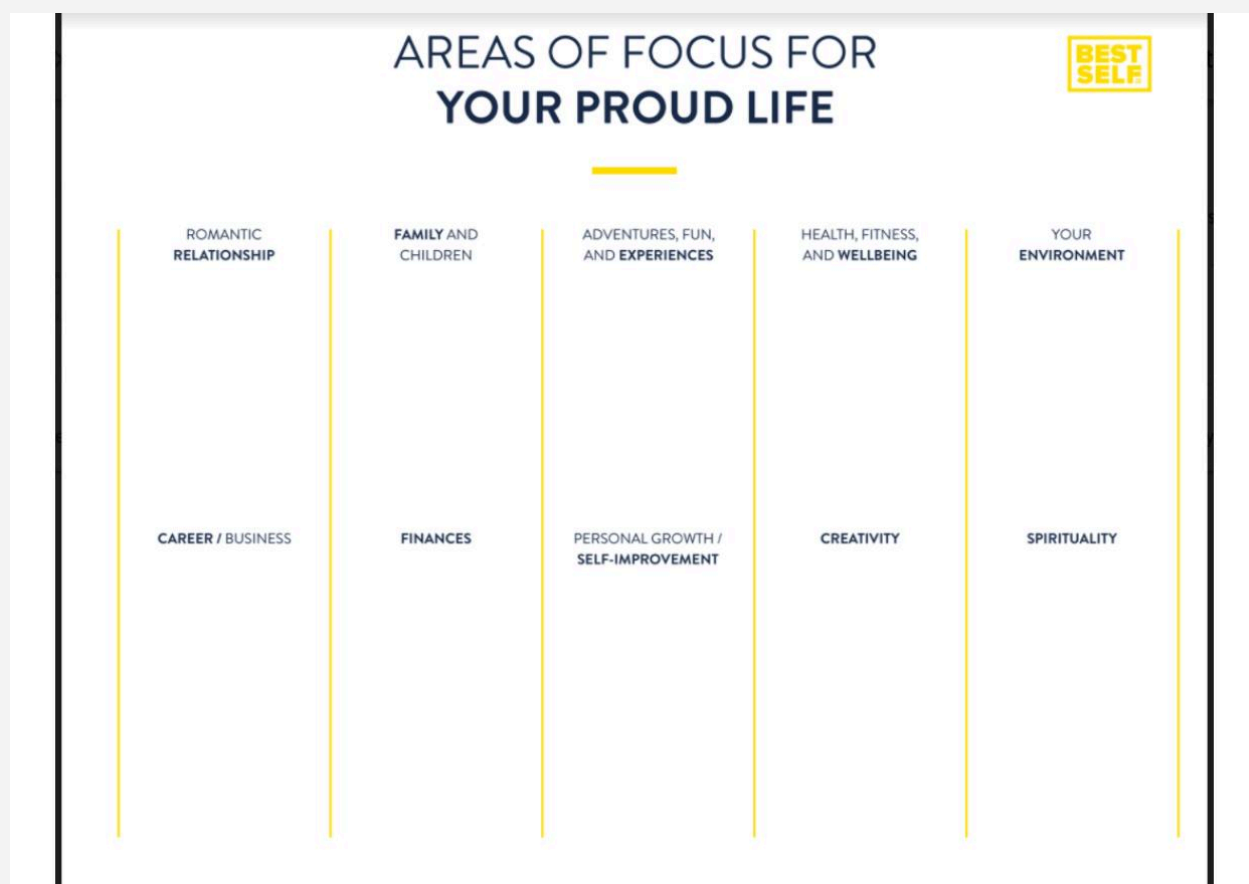 AREAS OF FOCUS FOR
YOUR PROUD LIFE
BEST
SELF
ROMANTIC
RELATIONSHIP
FAMILY AND
CHILDREN
ADVENTURES, FUN,
AND EXPERIENCES
HEALTH, FITNESS,
AND WELLBEING
YOUR
ENVIRONMENT
CAREER / BUSINESS
FINANCES
PERSONAL GROWTH /
SELF-IMPROVEMENT
CREATIVITY
SPIRITUALITY